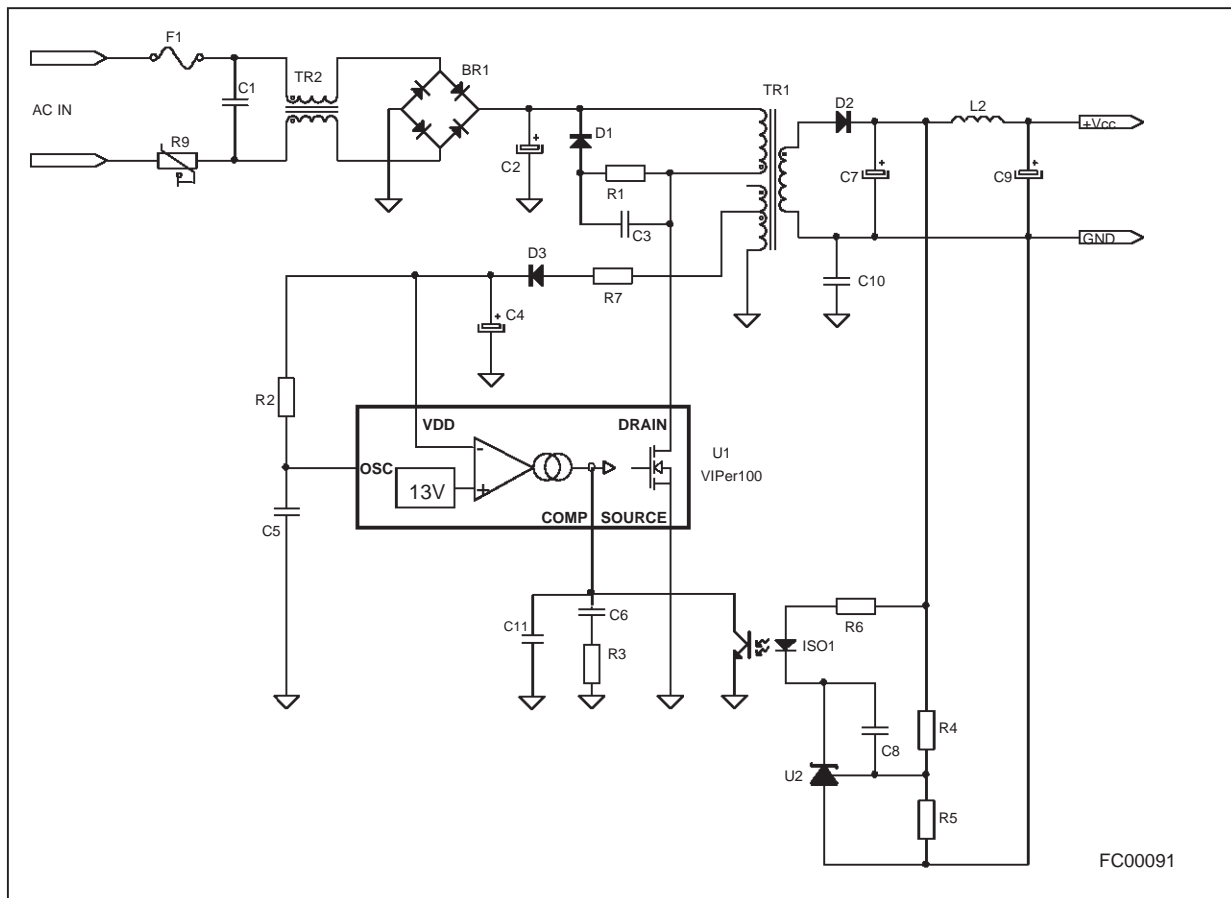 F1
TR2
BR1
C1
AC IN
R9
C2
D1
R1
C3
TR1
D2
L2
+Vcc
C7
C9
GND
D3
R7
C10
C4
R2
VDD
DRAIN
OSC
-
+
13V
U1
VIPer100
COMP
SOURCE
C5
C11
C6
R3
R6
ISO1
R4
C8
U2
R5
FC00091
+
+
+
+